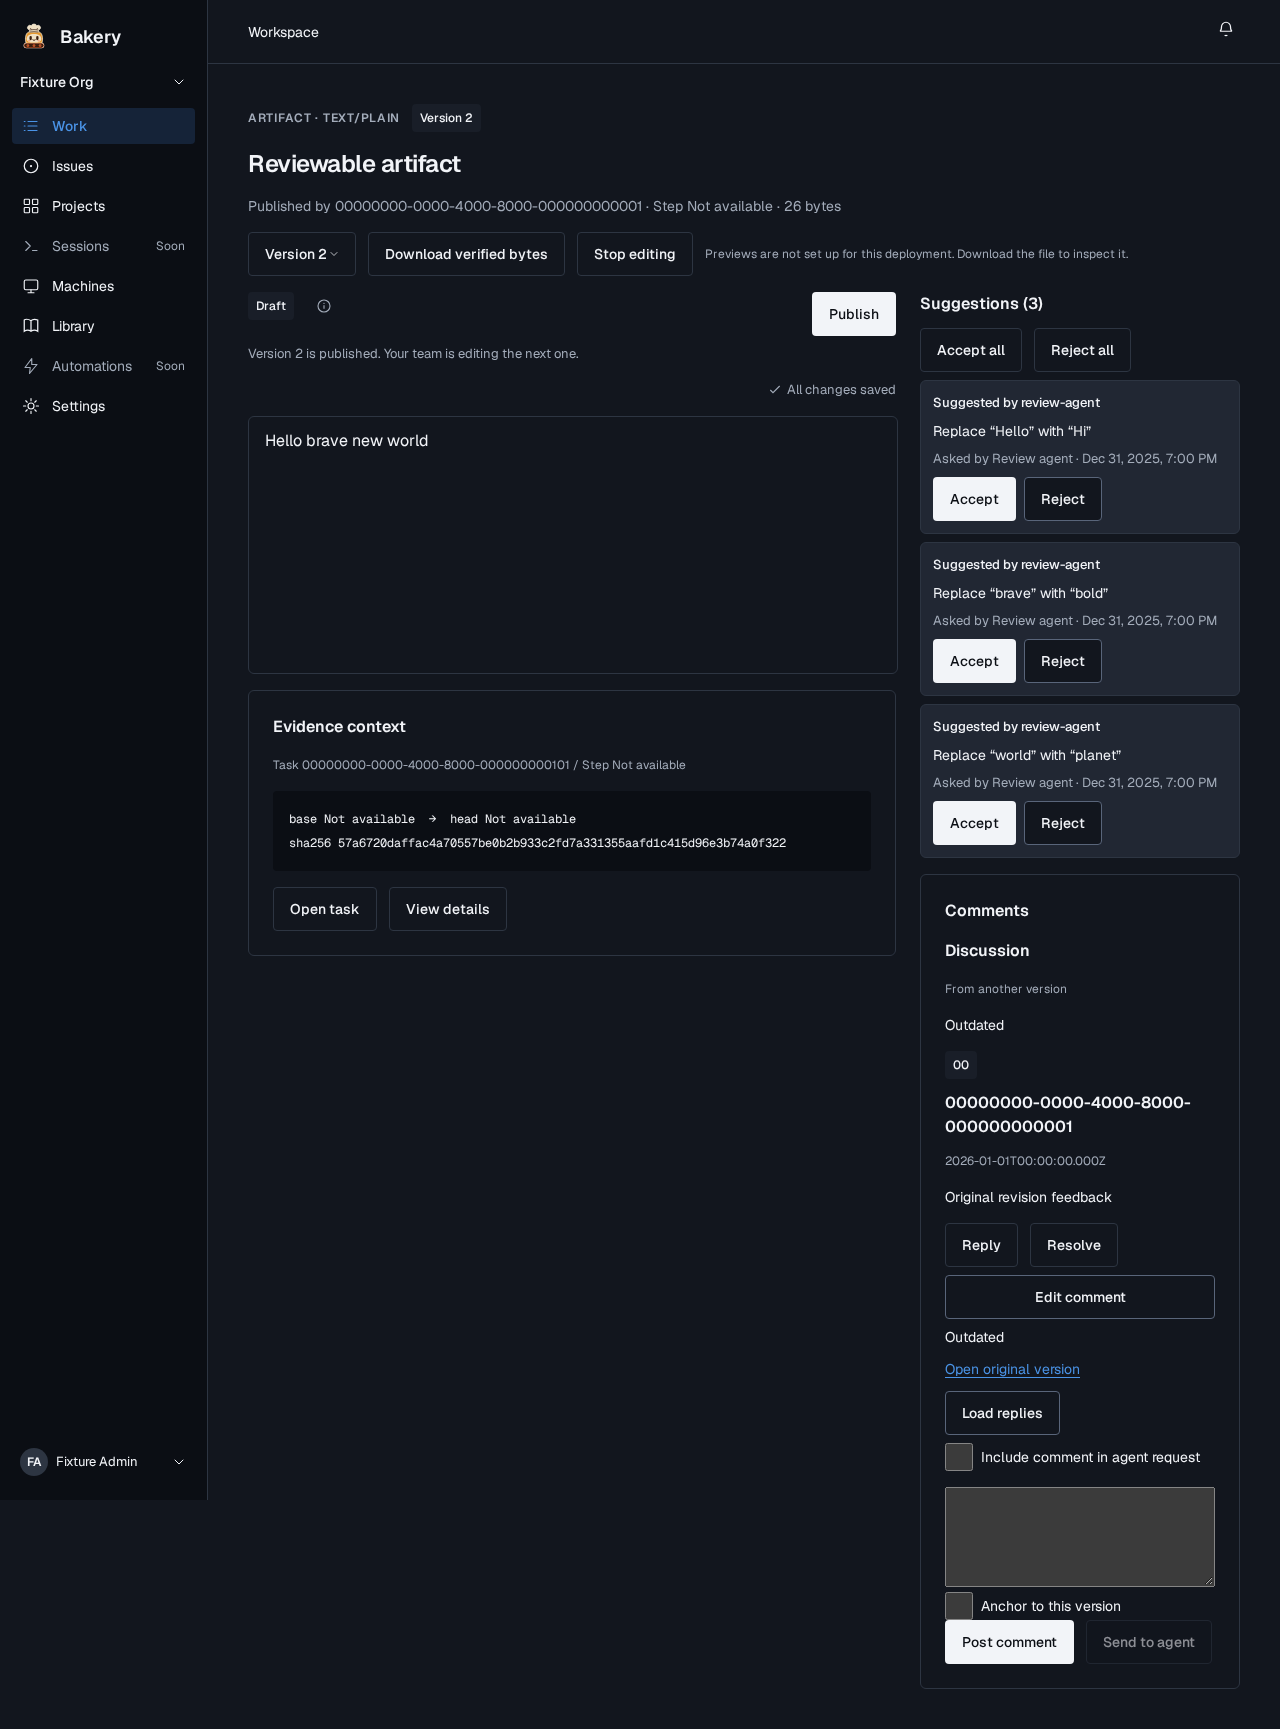 Bakery
Fixture Org
Work
Issues
Projects
Sessions Soon
Machines
Library
Automations Soon
Settings
FA Fixture Admin
Workspace
ARTIFACT · TEXT/PLAIN Version 2
Reviewable artifact
Published by 00000000-0000-4000-8000-000000000001 · Step Not available · 26 bytes
Version 2 Download verified bytes Stop editing Previews are not set up for this deployment. Download the file to inspect it.
Draft Publish
Version 2 is published. Your team is editing the next one.
All changes saved
Hello brave new world
Evidence context
Task 00000000-0000-4000-8000-000000000101 / Step Not available
base Not available → head Not available
sha256 57a6720daffac4a70557be0b2b933c2fd7a331355aafd1c415d96e3b74a0f322
Open task View details
Suggestions (3)
Accept all Reject all
Suggested by review-agent
Replace “Hello” with “Hi”
Asked by Review agent · Dec 31, 2025, 7:00 PM
Accept Reject
Suggested by review-agent
Replace “brave” with “bold”
Asked by Review agent · Dec 31, 2025, 7:00 PM
Accept Reject
Suggested by review-agent
Replace “world” with “planet”
Asked by Review agent · Dec 31, 2025, 7:00 PM
Accept Reject
Comments
Discussion
From another version
Outdated
00
00000000-0000-4000-8000-
000000000001
2026-01-01T00:00:00.000Z
Original revision feedback
Reply Resolve
Edit comment
Outdated
Open original version
Load replies
Include comment in agent request
Anchor to this version
Post comment Send to agent